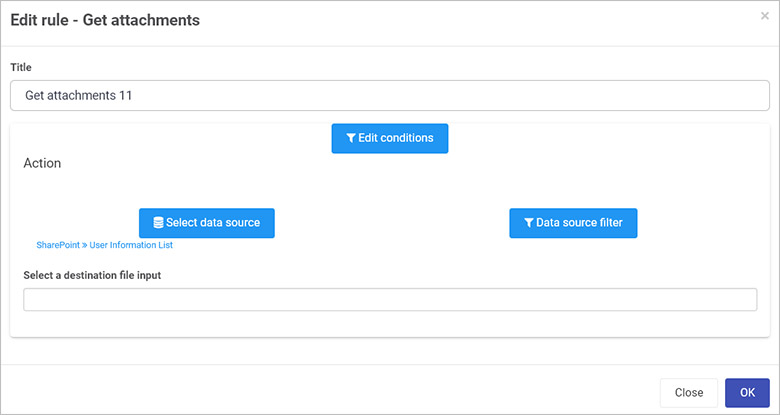 Edit rule - Get attachments
×
Title
Get attachments 11
Edit conditions
Action
Select data source
Data source filter
SharePoint » User Information List
Select a destination file input
Close
OK